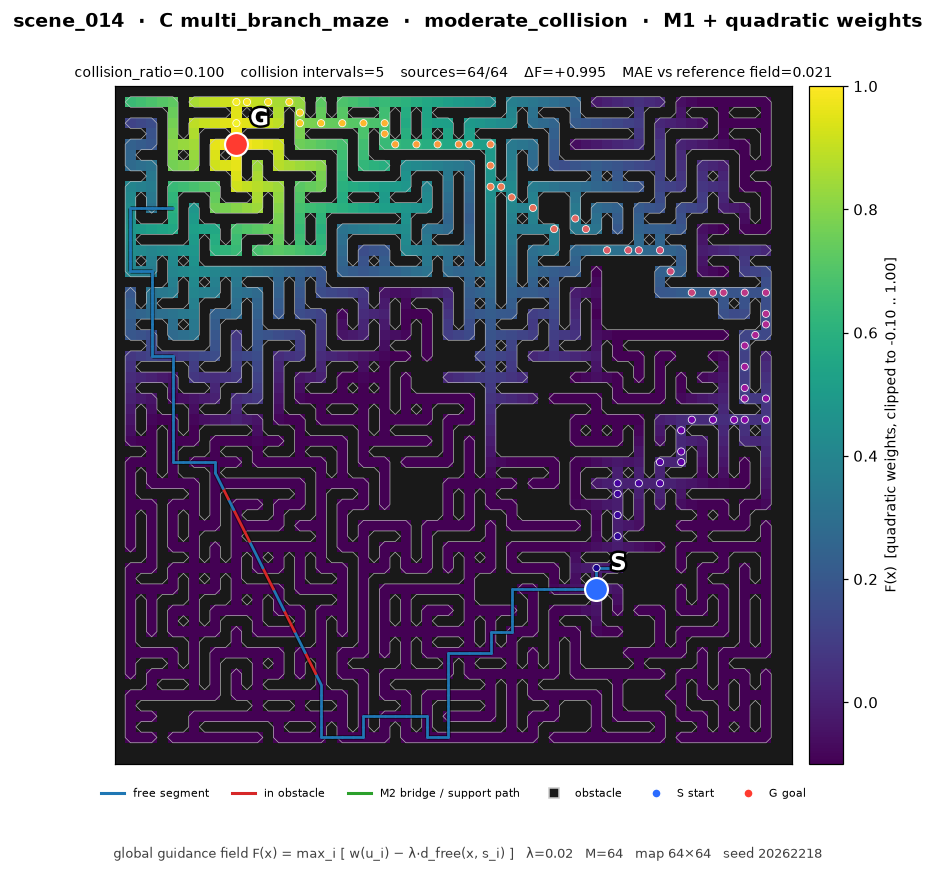 scene_014 · C multi_branch_maze · moderate_collision · M1 + quadratic weights
collision_ratio=0.100 collision intervals=5 sources=64/64 ΔF=+0.995 MAE vs reference field=0.021
G
S
1.0
0.8
0.6
0.4
0.2
0.0
F(x) [quadratic weights, clipped to -0.10 .. 1.00]
free segment
in obstacle
M2 bridge / support path
obstacle
S start
G goal
global guidance field F(x) = max_i [ w(u_i) − λ·d_free(x, s_i) ] λ=0.02 M=64 map 64×64 seed 20262218